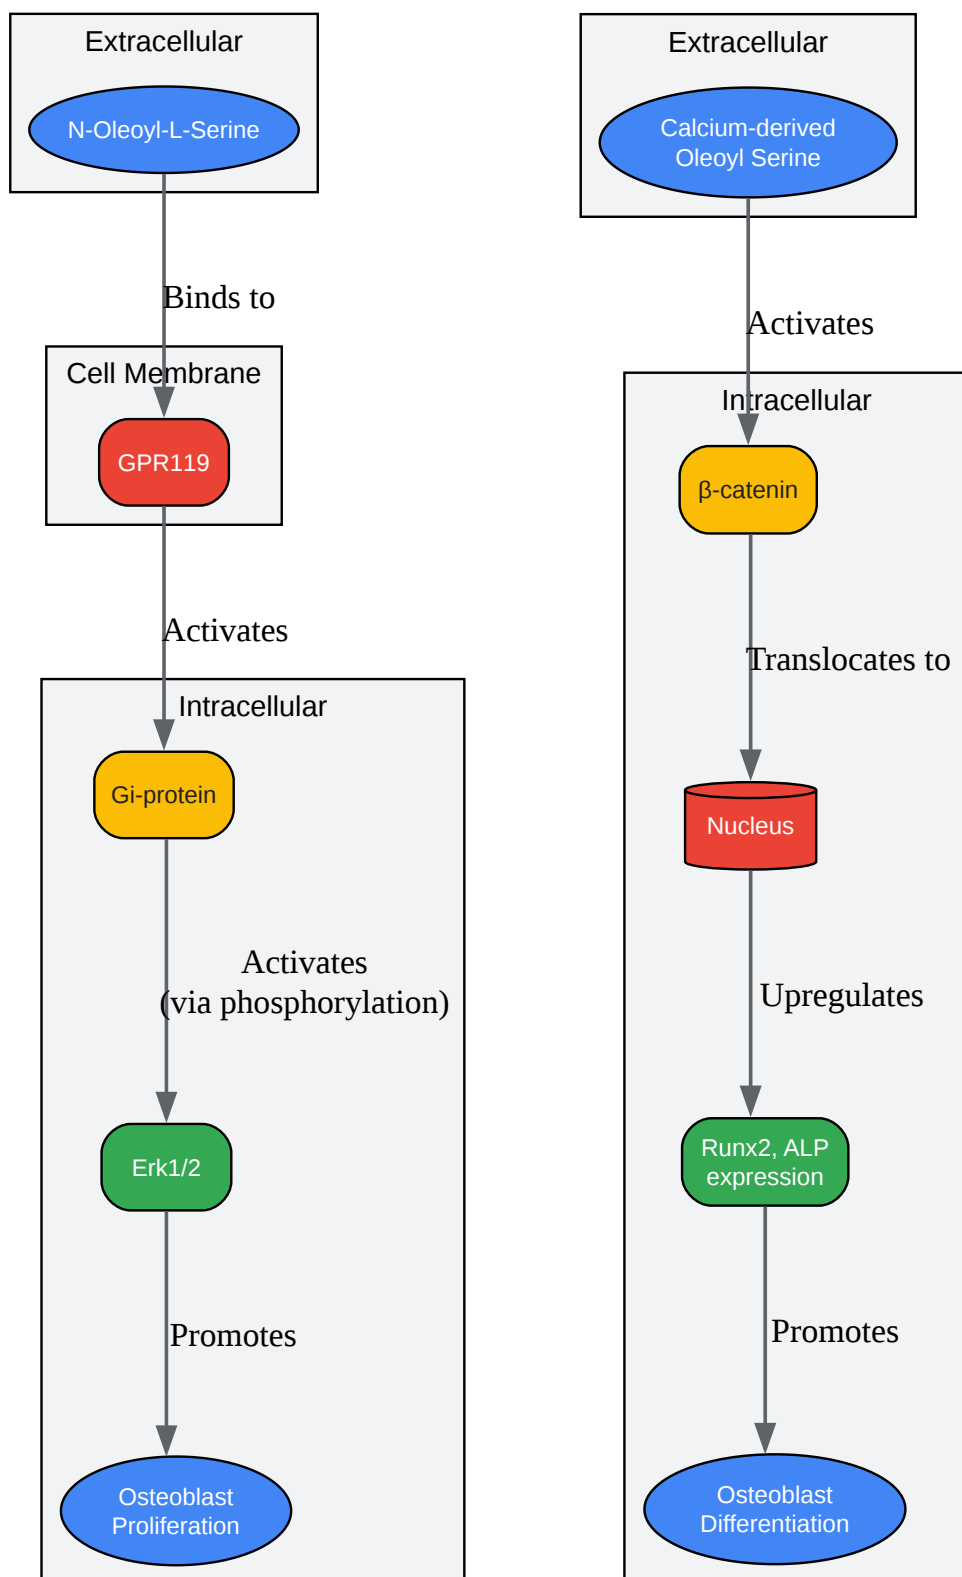 Extracellular
N-Oleoyl-L-Serine
Binds to
Cell Membrane
GPR119
Activates
Intracellular
Gi-protein
Activates
(via phosphorylation)
Erk1/2
Promotes
Osteoblast
Proliferation
Extracellular
Calcium-derived
Oleoyl Serine
Activates
Intracellular
β-catenin
Translocates to
Nucleus
Upregulates
Runx2, ALP
expression
Promotes
Osteoblast
Differentiation